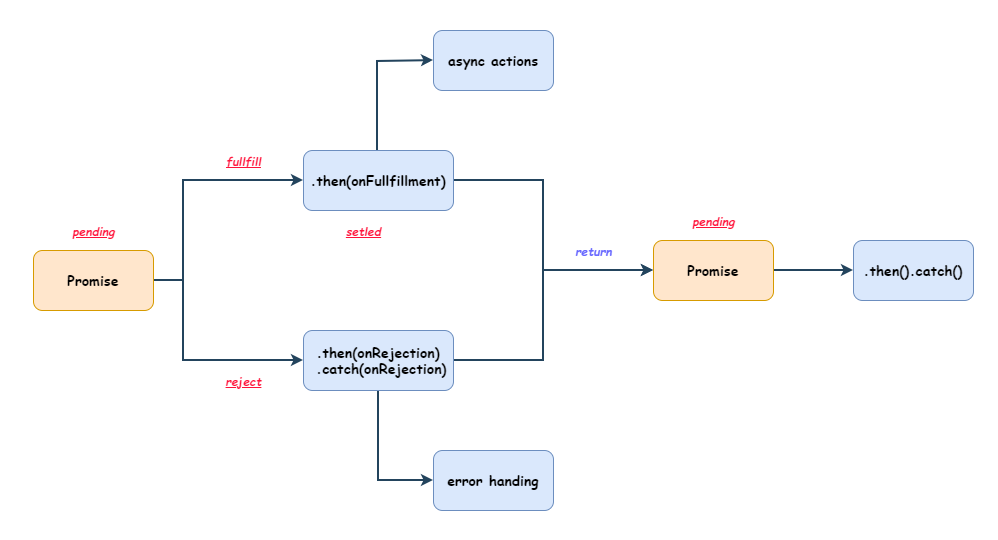 async actions
fullfill
.then(onFullfillment)
pending
Promise
setled
return
pending
Promise
.then().catch()
.then(onRejection)
.catch(onRejection)
reject
error handing